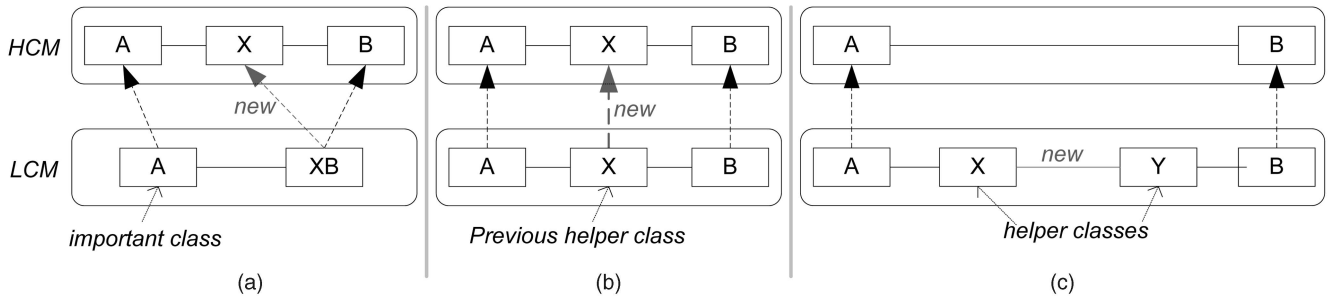 HCM
A X B
new
LCM
A XB
important class
(a)
A X B
new
A X B
Previous helper class
(b)
A B
new
A X Y B
helper classes
(c)